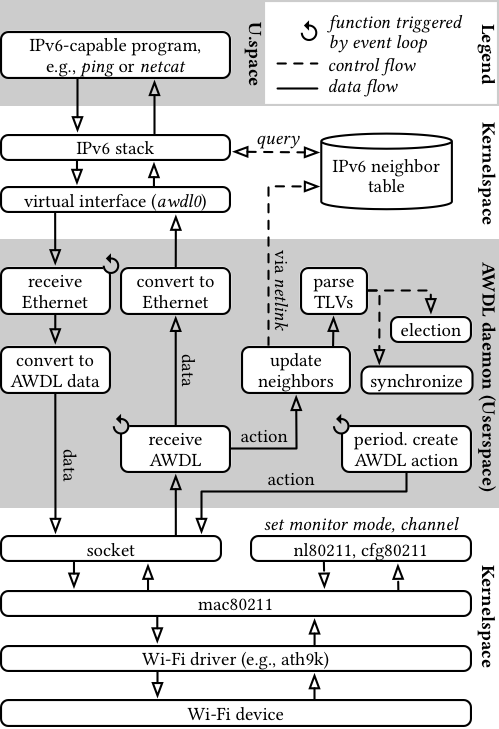 IPv6-capable program,
e.g., ping or netcat
U.space
function triggered
by event loop
control flow
data flow
Legend
IPv6 stack
query
IPv6 neighbor
table
Kernelspace
virtual interface (awdl0)
receive
Ethernet
convert to
Ethernet
via netlink
parse
TLVs
election
synchronize
convert to
AWDL data
data
update
neighbors
AWDL daemon (Userspace)
data
receive
AWDL
action
period. create
AWDL action
action
set monitor mode, channel
socket
nl80211, cfg80211
Kernelspace
mac80211
Wi-Fi driver (e.g., ath9k)
Wi-Fi device